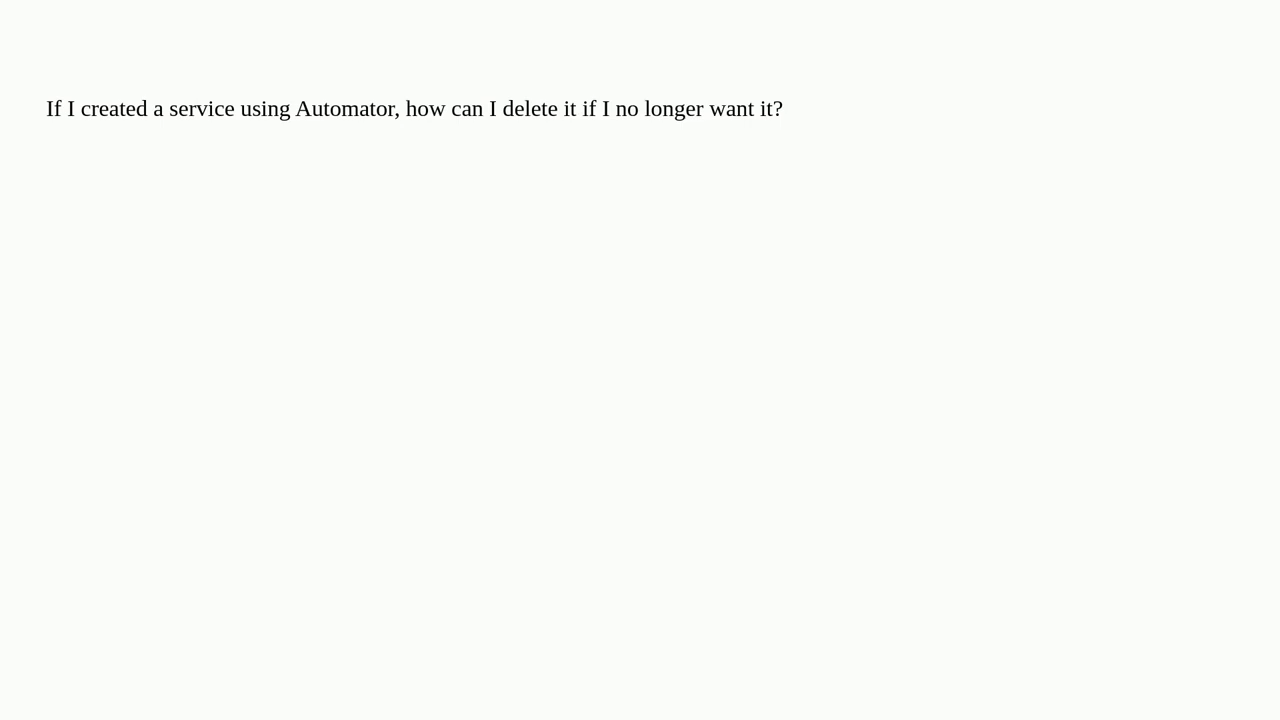 If I created a service using Automator, how can I delete it if I no longer want it?